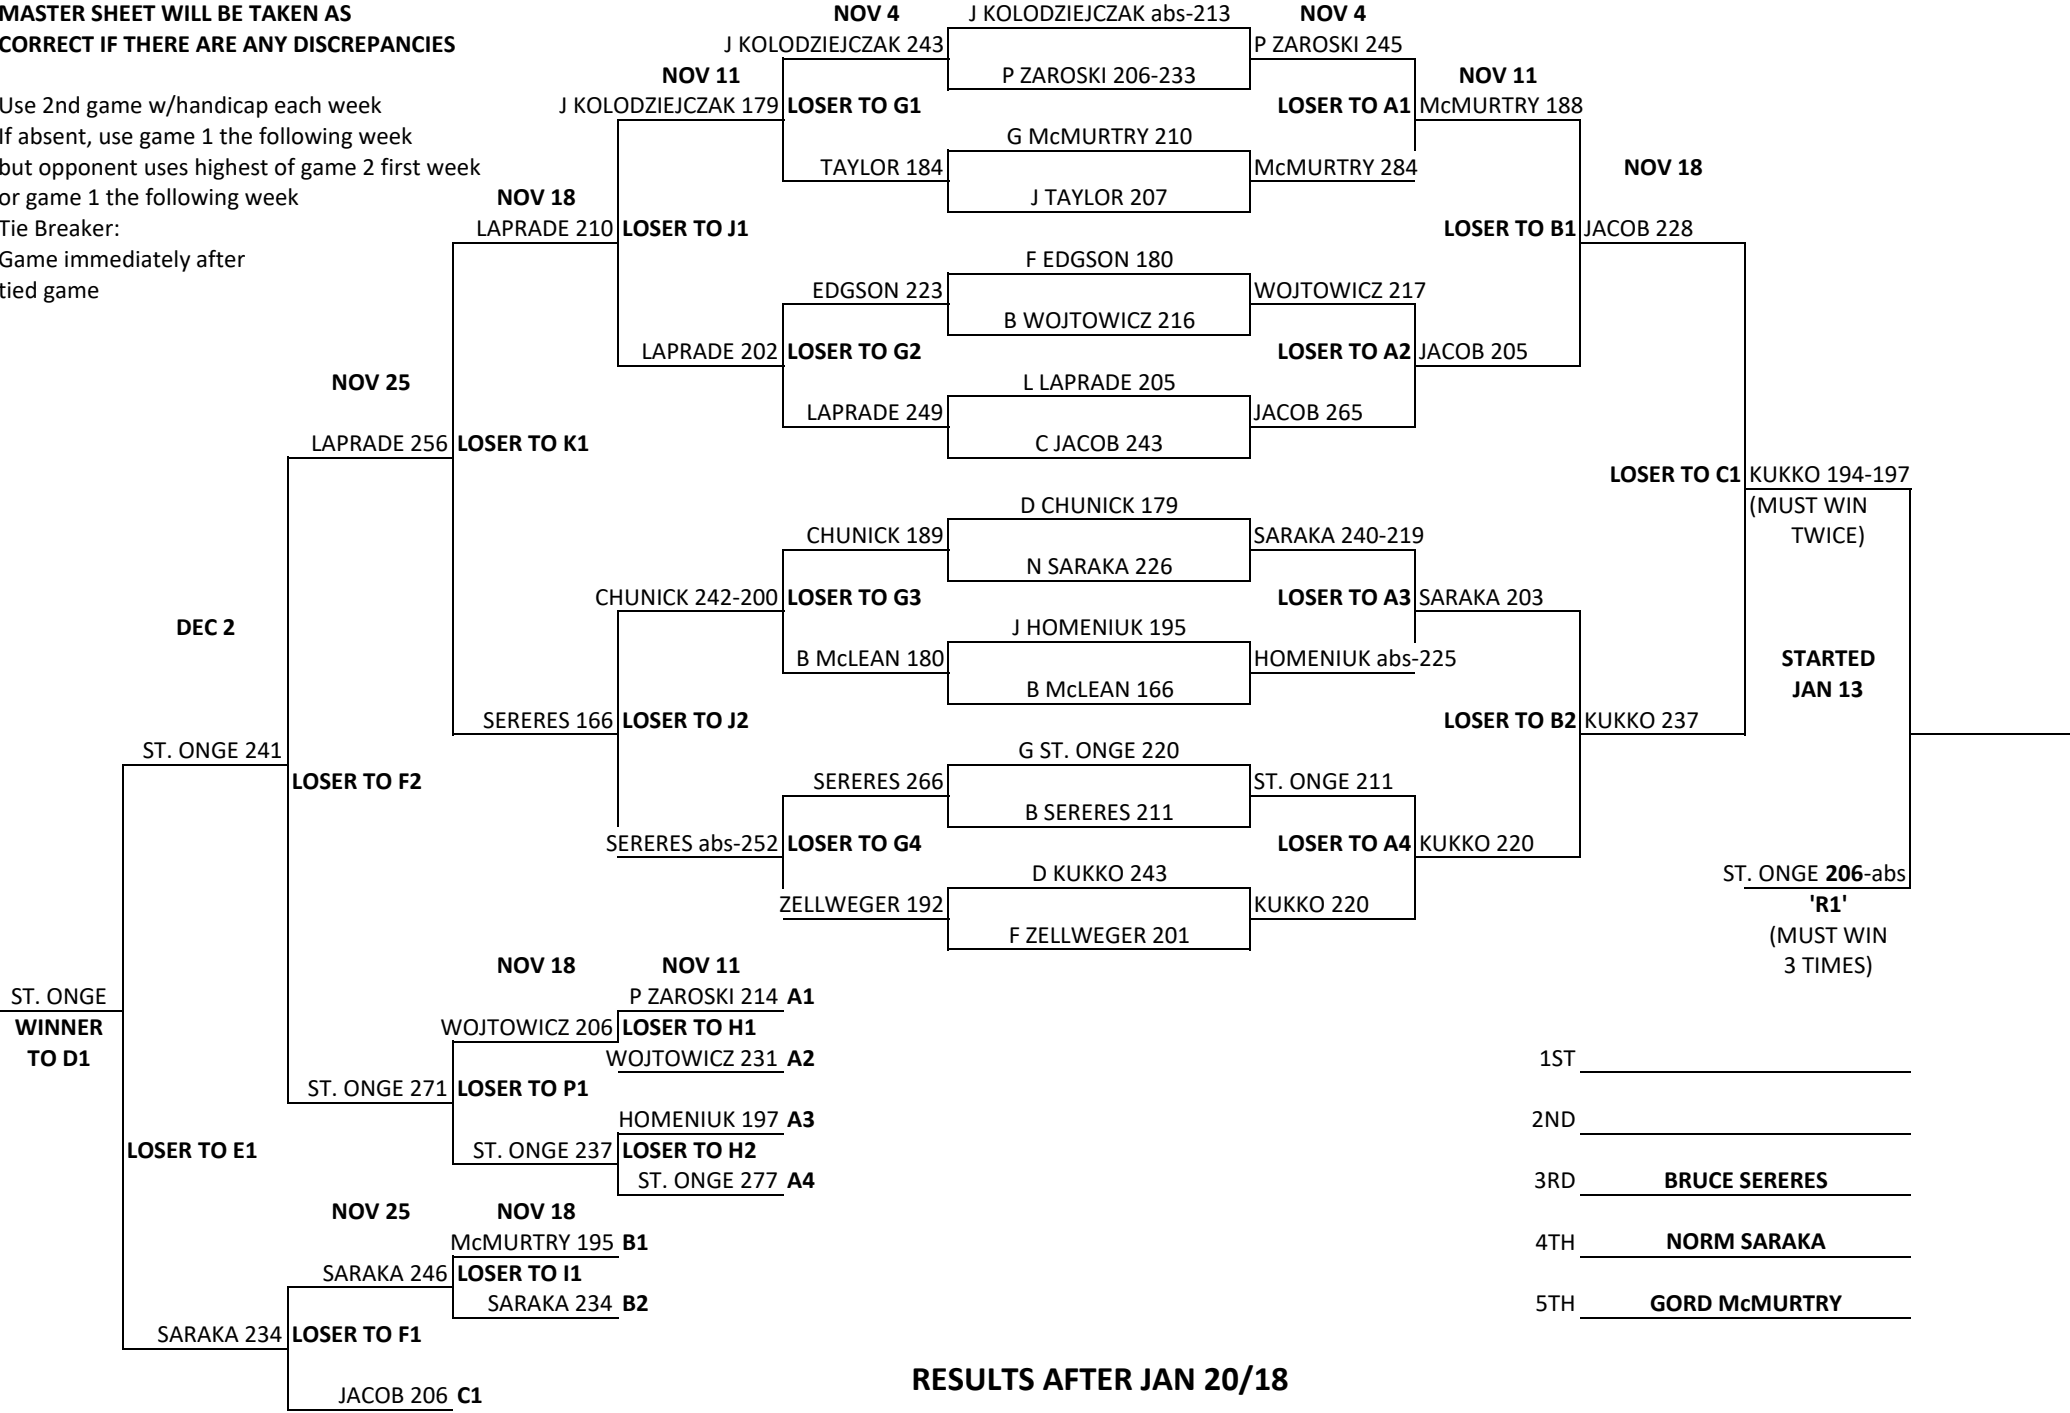 MASTER SHEET WILL BE TAKEN AS
CORRECT IF THERE ARE ANY DISCREPANCIES
Use 2nd game w/handicap each week
If absent, use game 1 the following week
but opponent uses highest of game 2 first week
or game 1 the following week
Tie Breaker:
Game immediately after
tied game
NOV 4
J KOLODZIEJCZAK abs-213
NOV 4
J KOLODZIEJCZAK 243
P ZAROSKI 245
NOV 11
P ZAROSKI 206-233
NOV 11
J KOLODZIEJCZAK 179
LOSER TO G1
LOSER TO A1
McMURTRY 188
G McMURTRY 210
TAYLOR 184
McMURTRY 284
NOV 18
NOV 18
J TAYLOR 207
LAPRADE 210
LOSER TO J1
LOSER TO B1
JACOB 228
F EDGSON 180
EDGSON 223
WOJTOWICZ 217
B WOJTOWICZ 216
LAPRADE 202
LOSER TO G2
LOSER TO A2
JACOB 205
NOV 25
L LAPRADE 205
LAPRADE 249
JACOB 265
LAPRADE 256
LOSER TO K1
C JACOB 243
LOSER TO C1
KUKKO 194-197
(MUST WIN
TWICE)
D CHUNICK 179
CHUNICK 189
SARAKA 240-219
N SARAKA 226
CHUNICK 242-200
LOSER TO G3
LOSER TO A3
SARAKA 203
DEC 2
J HOMENIUK 195
B McLEAN 180
HOMENIUK abs-225
STARTED
JAN 13
B McLEAN 166
SERERES 166
LOSER TO J2
LOSER TO B2
KUKKO 237
ST. ONGE 241
G ST. ONGE 220
LOSER TO F2
SERERES 266
ST. ONGE 211
B SERERES 211
SERERES abs-252
LOSER TO G4
LOSER TO A4
KUKKO 220
D KUKKO 243
ST. ONGE 206-abs
ZELLWEGER 192
KUKKO 220
'R1'
F ZELLWEGER 201
(MUST WIN
3 TIMES)
NOV 18
NOV 11
ST. ONGE
P ZAROSKI 214 A1
WINNER
TO D1
WOJTOWICZ 206
LOSER TO H1
WOJTOWICZ 231 A2
1ST
ST. ONGE 271
LOSER TO P1
HOMENIUK 197 A3
2ND
LOSER TO E1
ST. ONGE 237
LOSER TO H2
ST. ONGE 277 A4
3RD BRUCE SERERES
NOV 25
NOV 18
McMURTRY 195 B1
4TH NORM SARAKA
SARAKA 246
LOSER TO I1
SARAKA 234 B2
5TH GORD McMURTRY
SARAKA 234
LOSER TO F1
JACOB 206 C1
RESULTS AFTER JAN 20/18